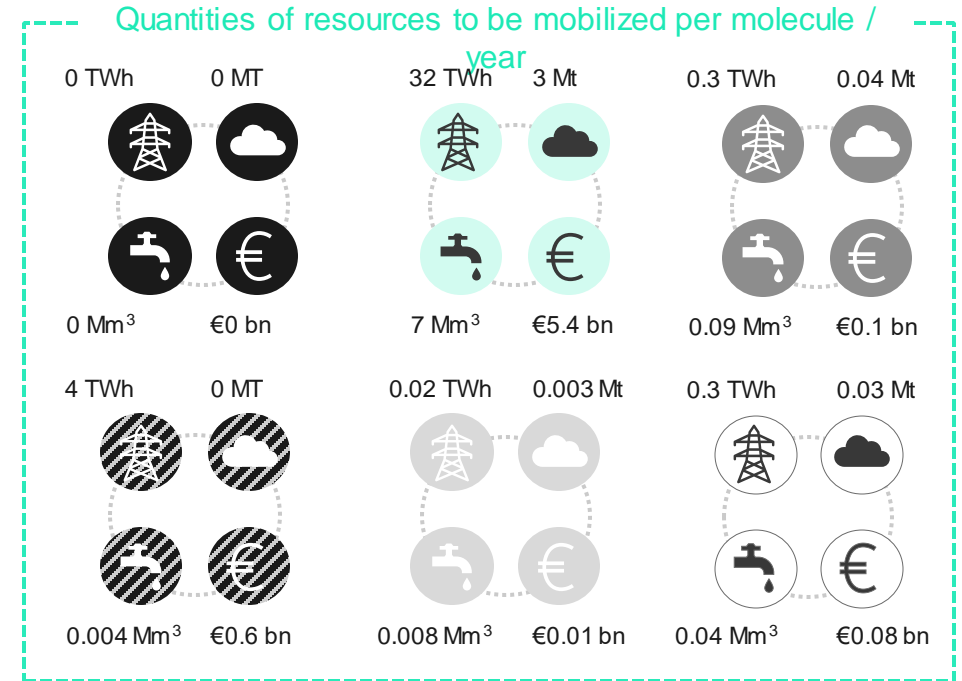 Quantities of resources to be mobilized per molecule /
year
0 TWh 0 MT 32 TWh 3 Mt 0.3 TWh 0.04 Mt
€ € €
0 Mm³ €0 bn 7 Mm³ €5.4 bn 0.09 Mm³ €0.1 bn
4 TWh 0 MT 0.02 TWh 0.003 Mt 0.3 TWh 0.03 Mt
€ € €
0.004 Mm³ €0.6 bn 0.008 Mm³ €0.01 bn 0.04 Mm³ €0.08 bn